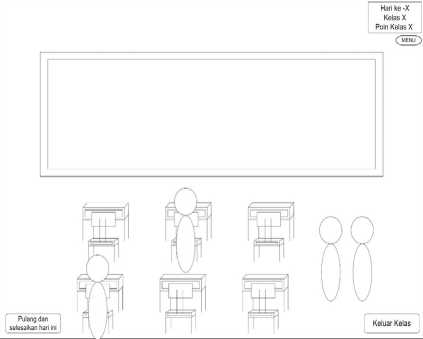 Hari ke -X
Kelas X
Poin Kelas X
MENU
Pulang dan
selesaikan hari ini
Keluar Kelas